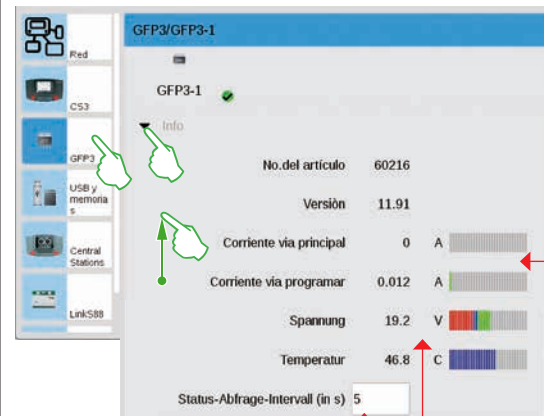 GFP3/GFP3-1
Red
CS3
GFP3
USB y
memoria
s
Central
Stations
LinkS88
GFP3-1
Info
No.del artículo 60216
Versiòn 11.91
Corriente via principal 0 A
Corriente via programar 0.012 A
Spannung 19.2 V
Temperatur 46.8 C
Status-Abfrage-Intervall (in s) 5